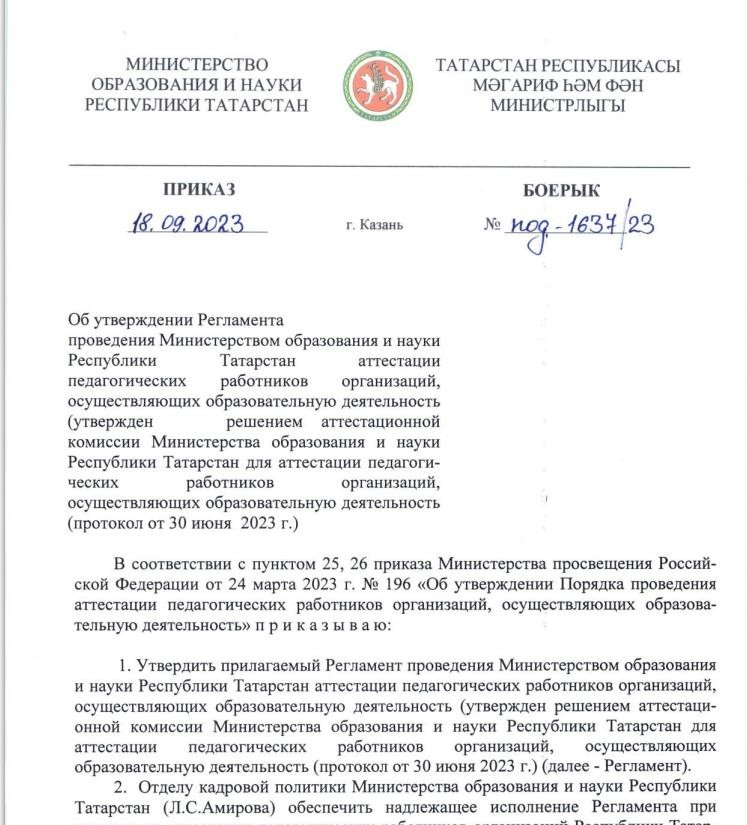 МИНИСТЕРСТВО
ОБРАЗОВАНИЯ И НАУКИ
РЕСПУБЛИКИ ТАТАРСТАН
ТАТАРСТАН РЕСПУБЛИКАСЫ
МӘГАРИФ ҺӘМ ФӘН
МИНИСТРЛЫГЫ
ТАТАРСТАН
ПРИКАЗ
БОЕРЫК
18.09.2023
г. Казань
№ под-1637/23
Об утверждении Регламента
проведения Министерством образования и науки
Республики Татарстан аттестации
педагогических работников организаций,
осуществляющих образовательную деятельность
(утвержден решением аттестационной
комиссии Министерства образования и науки
Республики Татарстан для аттестации педагоги-
ческих работников организаций,
осуществляющих образовательную деятельность
(протокол от 30 июня 2023 г.)
В соответствии с пунктом 25, 26 приказа Министерства просвещения Россий-
ской Федерации от 24 марта 2023 г. № 196 «Об утверждении Порядка проведения
аттестации педагогических работников организаций, осуществляющих образова-
тельную деятельность» п р и к а з ы в а ю:
1. Утвердить прилагаемый Регламент проведения Министерством образования
и науки Республики Татарстан аттестации педагогических работников организаций,
осуществляющих образовательную деятельность (утвержден решением аттестаци-
онной комиссии Министерства образования и науки Республики Татарстан для
аттестации педагогических работников организаций, осуществляющих
образовательную деятельность (протокол от 30 июня 2023 г.) (далее - Регламент).
2. Отделу кадровой политики Министерства образования и науки Республики
Татарстан (Л.С.Амирова) обеспечить надлежащее исполнение Регламента при